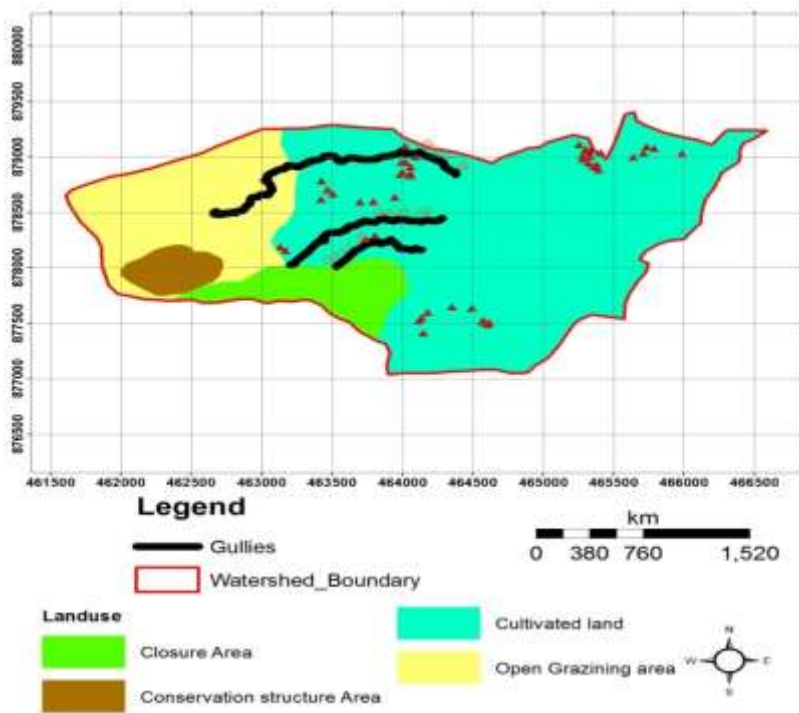 880000
879500
879000
878500
878000
877500
877000
876500
461500 462000 462500 463000 463500 464000 464500 465000 465500 466000 466500
Legend
Gullies
Watershed_Boundary
km
0 380 760 1,520
Landuse
Closure Area
Conservation structure Area
Cultivated land
Open Grazining area
N
W E
S